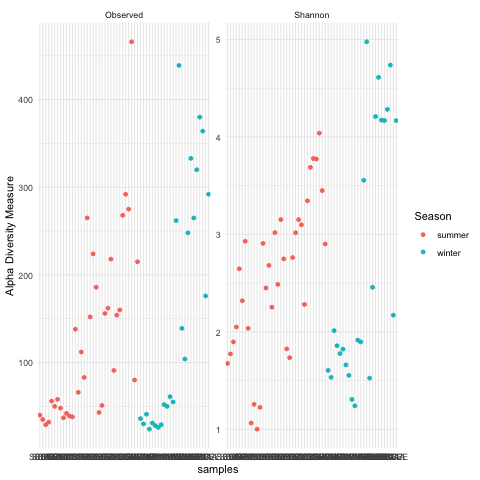 Observed
Shannon
Alpha Diversity Measure
400
300
200
100
5
4
3
2
1
samples
Season
summer
winter